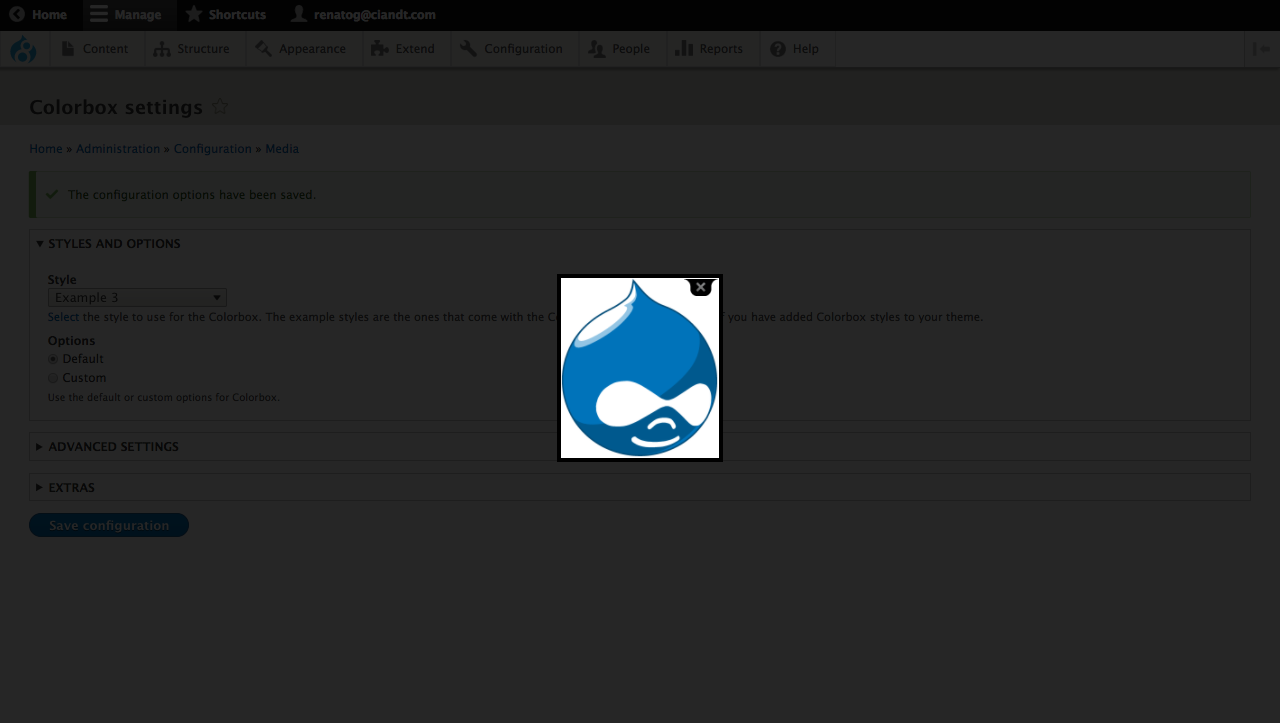 Home Manage Shortcuts renatog@ciandt.com
Content Structure Appearance Extend Configuration People Reports Help
Colorbox settings
Home » Administration » Configuration » Media
The configuration options have been saved.
STYLES AND OPTIONS
Style
Example 3
Select the style to use for the Colorbox. The example styles are the ones that come with the you have added Colorbox styles to your theme.
Options
Default
Custom
Use the default or custom options for Colorbox.
ADVANCED SETTINGS
EXTRAS
Save configuration